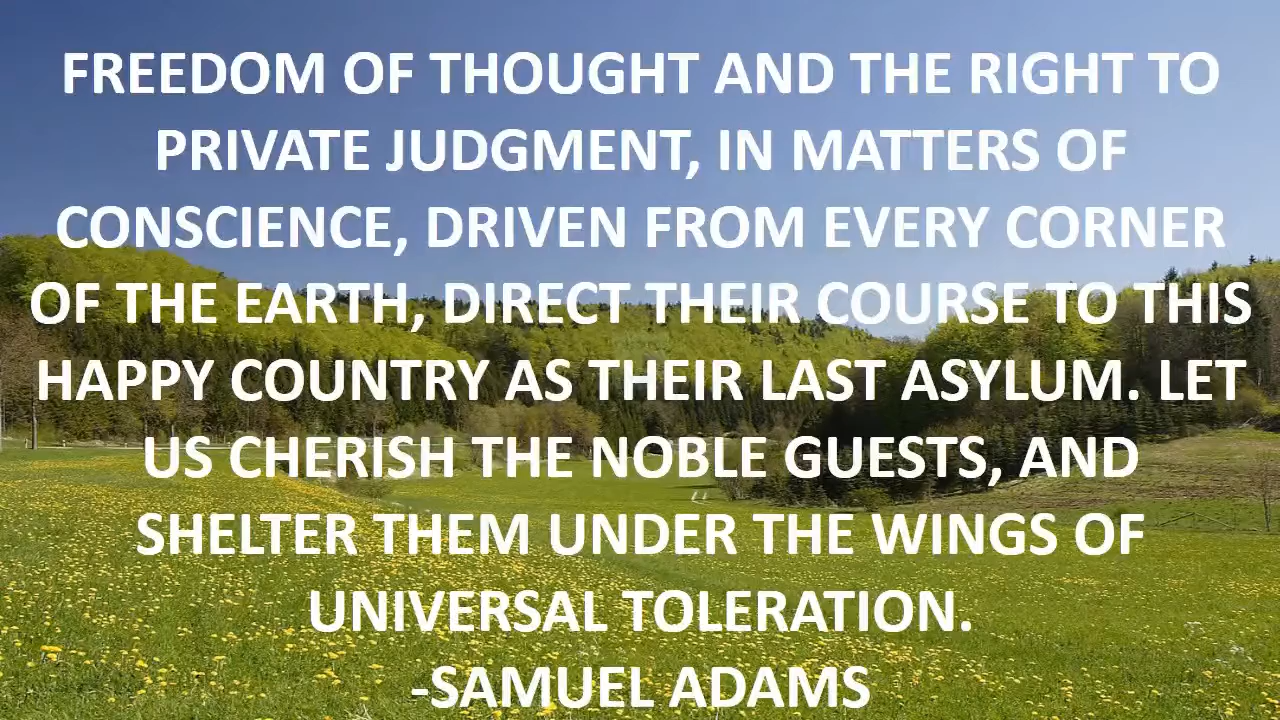 FREEDOM OF THOUGHT AND THE RIGHT TO
PRIVATE JUDGMENT, IN MATTERS OF
CONSCIENCE, DRIVEN FROM EVERY CORNER
OF THE EARTH, DIRECT THEIR COURSE TO THIS
HAPPY COUNTRY AS THEIR LAST ASYLUM. LET
US CHERISH THE NOBLE GUESTS, AND
SHELTER THEM UNDER THE WINGS OF
UNIVERSAL TOLERATION.
-SAMUEL ADAMS